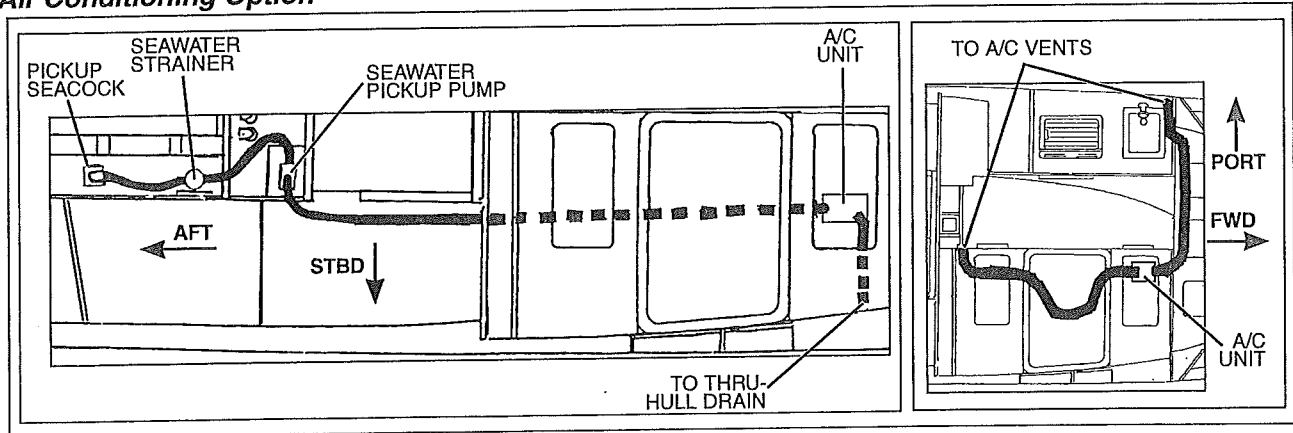 Air Conditioning Option
PICKUP
SEACOCK
SEAWATER
STRAINER
SEAWATER
PICKUP PUMP
A/C
UNIT
AFT
STBD
TO THRU-
HULL DRAIN
TO A/C VENTS
PORT
FWD
A/C
UNIT